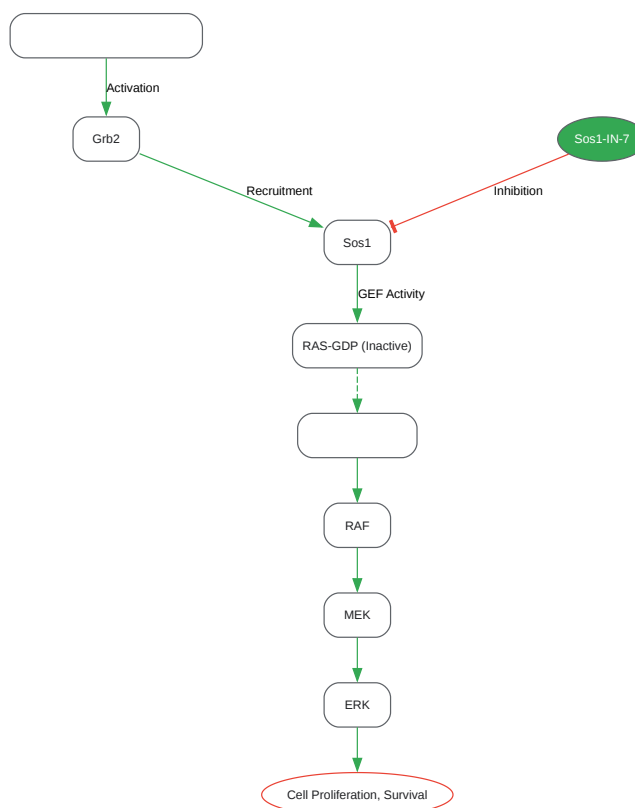 Activation
Grb2
Sos1-IN-7
Recruitment
Inhibition
Sos1
GEF Activity
RAS-GDP (Inactive)
RAF
MEK
ERK
Cell Proliferation, Survival